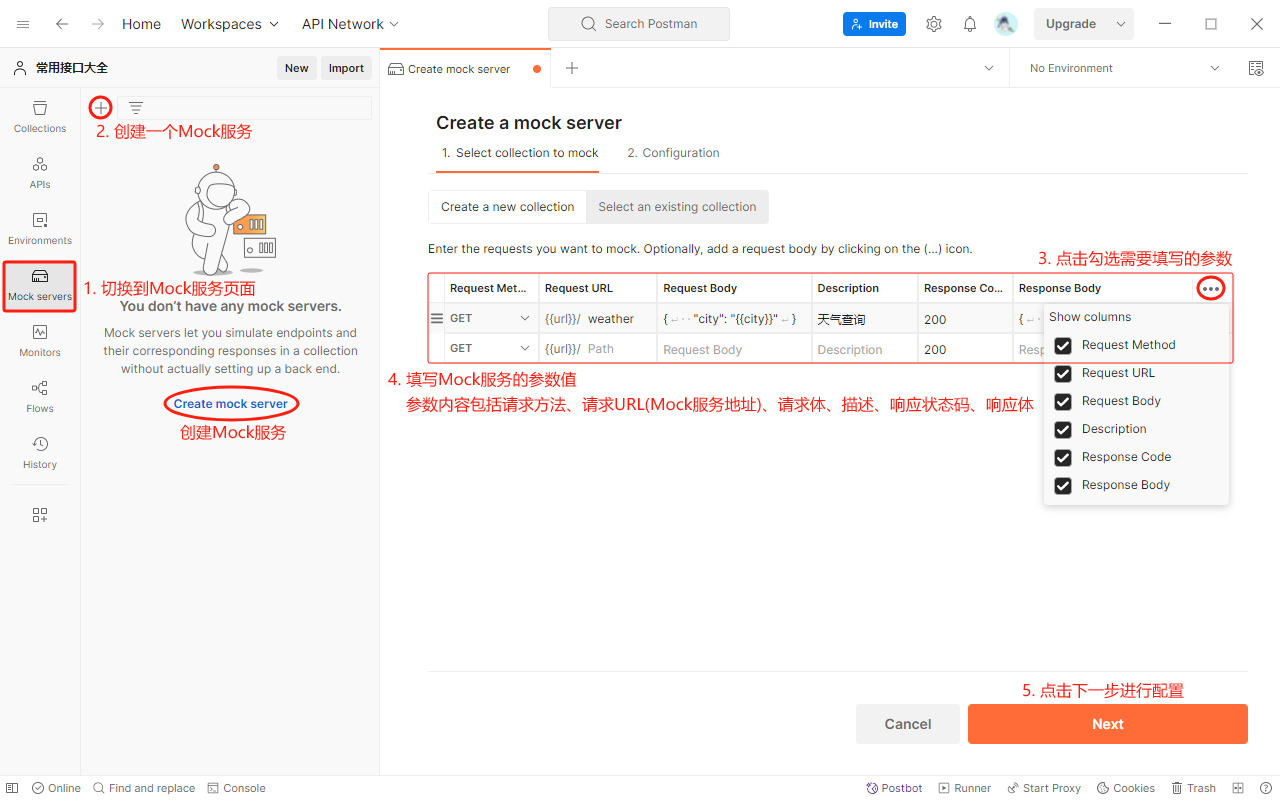 Home Workspaces API Network Search Postman Invite Upgrade
常用接口大全 New Import Create mock server No Environment
Collections
APIs
Environments
Mock servers
Monitors
Flows
History
2. 创建一个Mock服务
1. 切换到Mock服务页面
You don't have any mock servers.
Mock servers let you simulate endpoints and
their corresponding responses in a collection
without actually setting up a back end.
Create mock server
创建Mock服务
Create a mock server
1. Select collection to mock 2. Configuration
Create a new collection Select an existing collection
Enter the requests you want to mock. Optionally, add a request body by clicking on the (...) icon.
3. 点击勾选需要填写的参数
Request Met... Request URL Request Body Description Response Co... Response Body
GET {{url}}/ weather {↵··"city": "{{city}}"↵} 天气查询 200 {↵·
GET {{url}}/ Path Request Body Description 200 Resp
Show columns
Request Method
Request URL
Request Body
Description
Response Code
Response Body
4. 填写Mock服务的参数值
参数内容包括请求方法、请求URL(Mock服务地址)、请求体、描述、响应状态码、响应体
5. 点击下一步进行配置
Cancel Next
Online Find and replace Console Postbot Runner Start Proxy Cookies Trash